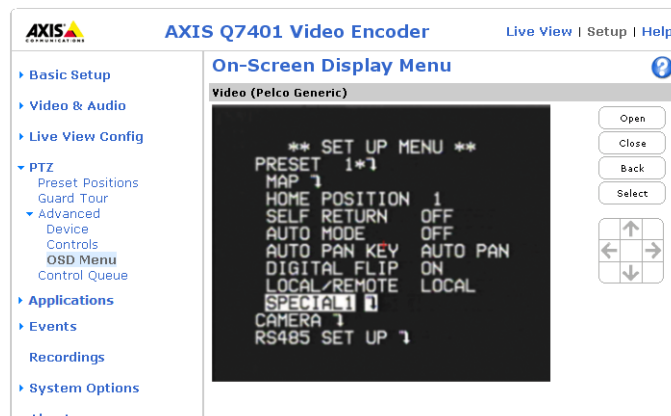 AXIS
COMMUNICATIONS
AXIS Q7401 Video Encoder
Live View | Setup | Help
Basic Setup
Video & Audio
Live View Config
PTZ
Preset Positions
Guard Tour
Advanced
Device
Controls
OSD Menu
Control Queue
Applications
Events
Recordings
System Options
On-Screen Display Menu
?
Video (Pelco Generic)
** SET UP MENU **
PRESET 1*
MAP
HOME POSITION 1
SELF RETURN OFF
AUTO MODE OFF
AUTO PAN KEY AUTO PAN
DIGITAL FLIP ON
LOCAL/REMOTE LOCAL
SPECIAL1
CAMERA
RS485 SET UP
Open
Close
Back
Select